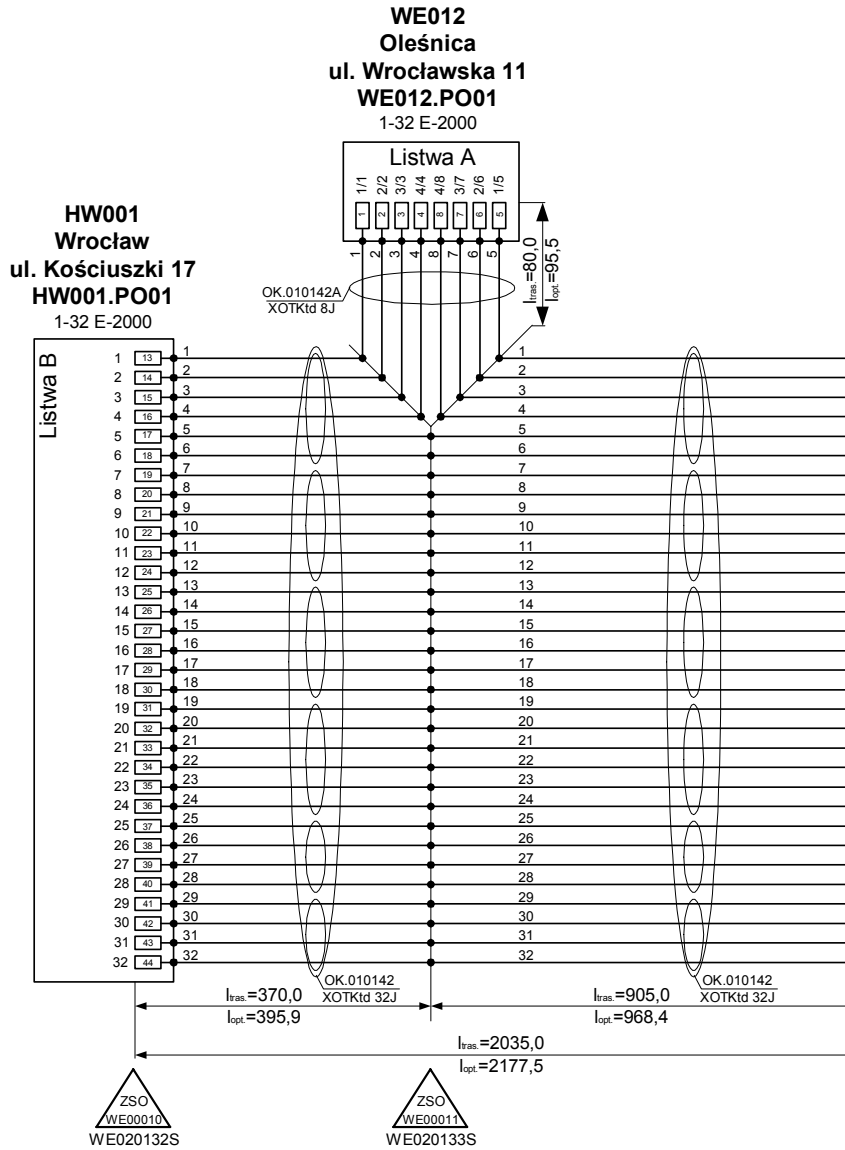 WE012
Oleśnica
ul. Wrocławska 11
WE012.PO01
1-32 E-2000
Listwa A
1/1 2/2 3/3 4/4 4/8 3/7 2/6 1/5
1 2 3 4 8 7 6 5
1 2 3 4 8 7 6 5
ltras.=80,0
lopt.=95,5
OK.010142A
XOTKtd 8J
HW001
Wrocław
ul. Kościuszki 17
HW001.PO01
1-32 E-2000
Listwa B
1 13 1 1
2 14 2 2
3 15 3 3
4 16 4 4
5 17 5 5
6 18 6 6
7 19 7 7
8 20 8 8
9 21 9 9
10 22 10 10
11 23 11 11
12 24 12 12
13 25 13 13
14 26 14 14
15 27 15 15
16 28 16 16
17 29 17 17
18 30 18 18
19 31 19 19
20 32 20 20
21 33 21 21
22 34 22 22
23 35 23 23
24 36 24 24
25 37 25 25
26 38 26 26
27 39 27 27
28 40 28 28
29 41 29 29
30 42 30 30
31 43 31 31
32 44 32 32
OK.010142
XOTKtd 32J
OK.010142
XOTKtd 32J
ltras.=370,0
lopt.=395,9
ltras.=905,0
lopt.=968,4
ltras.=2035,0
lopt.=2177,5
ZSO
WE00010
WE020132S
ZSO
WE00011
WE020133S